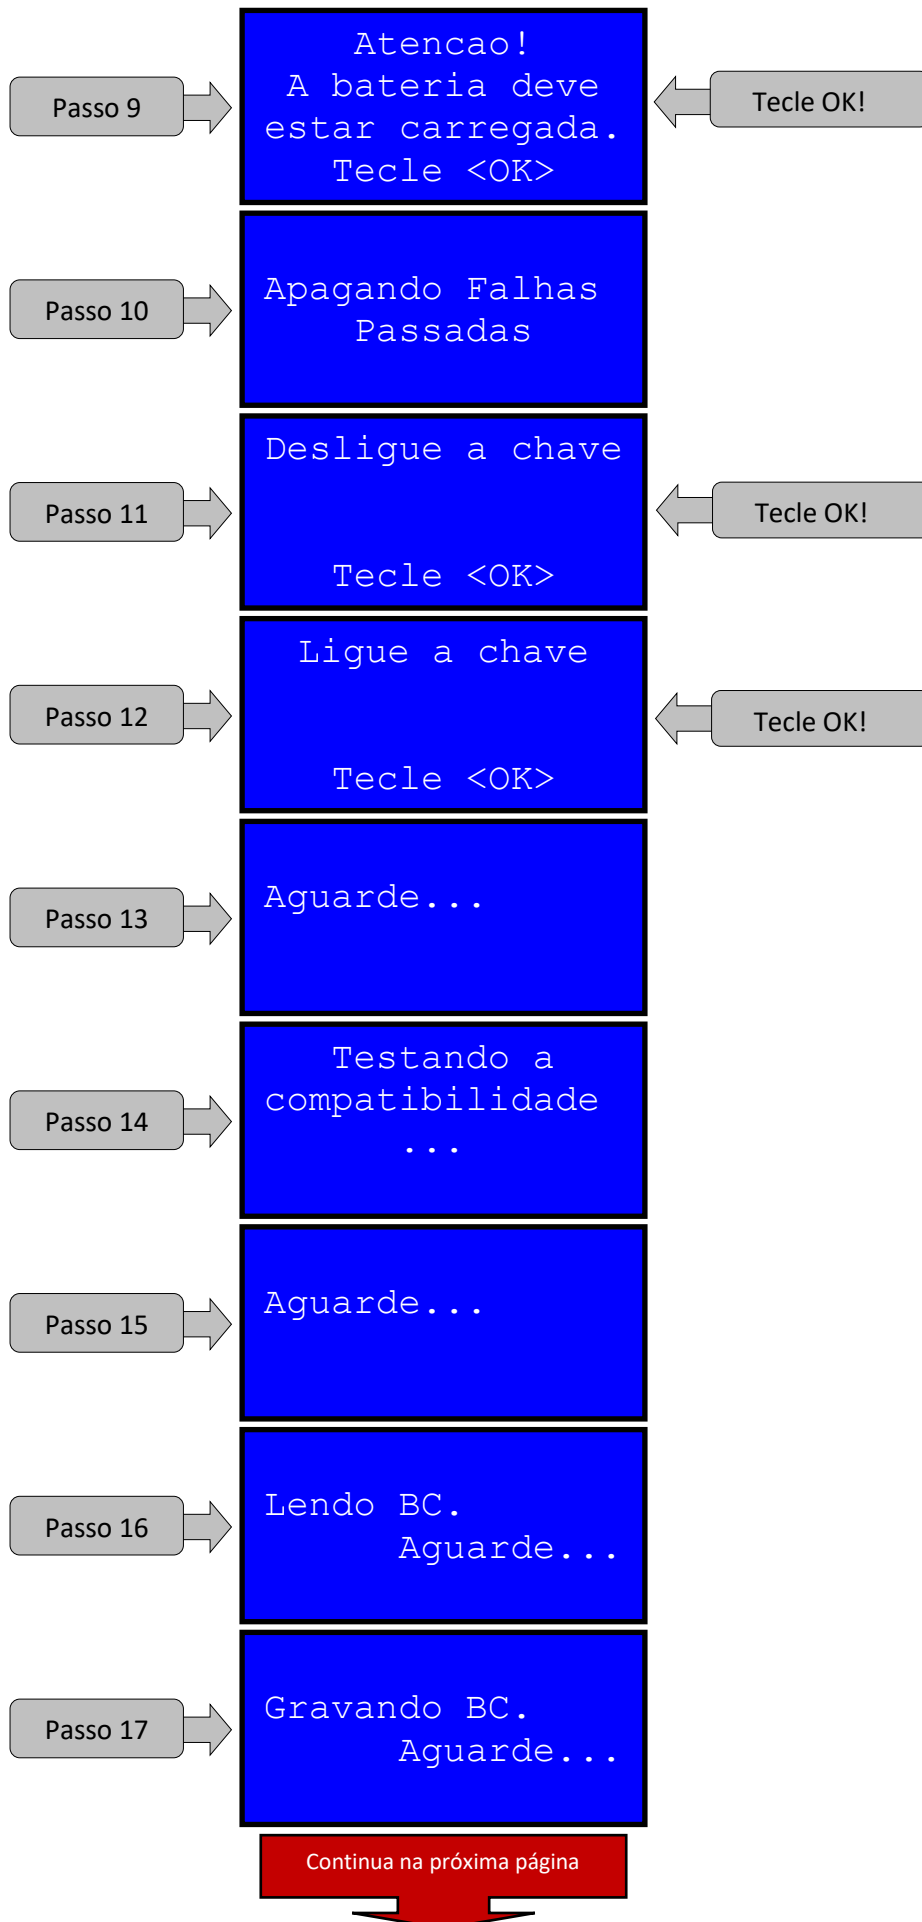 Passo 9
Atencao!
A bateria deve
estar carregada.
Tecle <OK>
Tecle OK!
Passo 10
Apagando Falhas
Passadas
Passo 11
Desligue a chave
Tecle <OK>
Tecle OK!
Passo 12
Ligue a chave
Tecle <OK>
Tecle OK!
Passo 13
Aguarde...
Passo 14
Testando a
compatibilidade
...
Passo 15
Aguarde...
Passo 16
Lendo BC.
Aguarde...
Passo 17
Gravando BC.
Aguarde...
Continua na próxima página